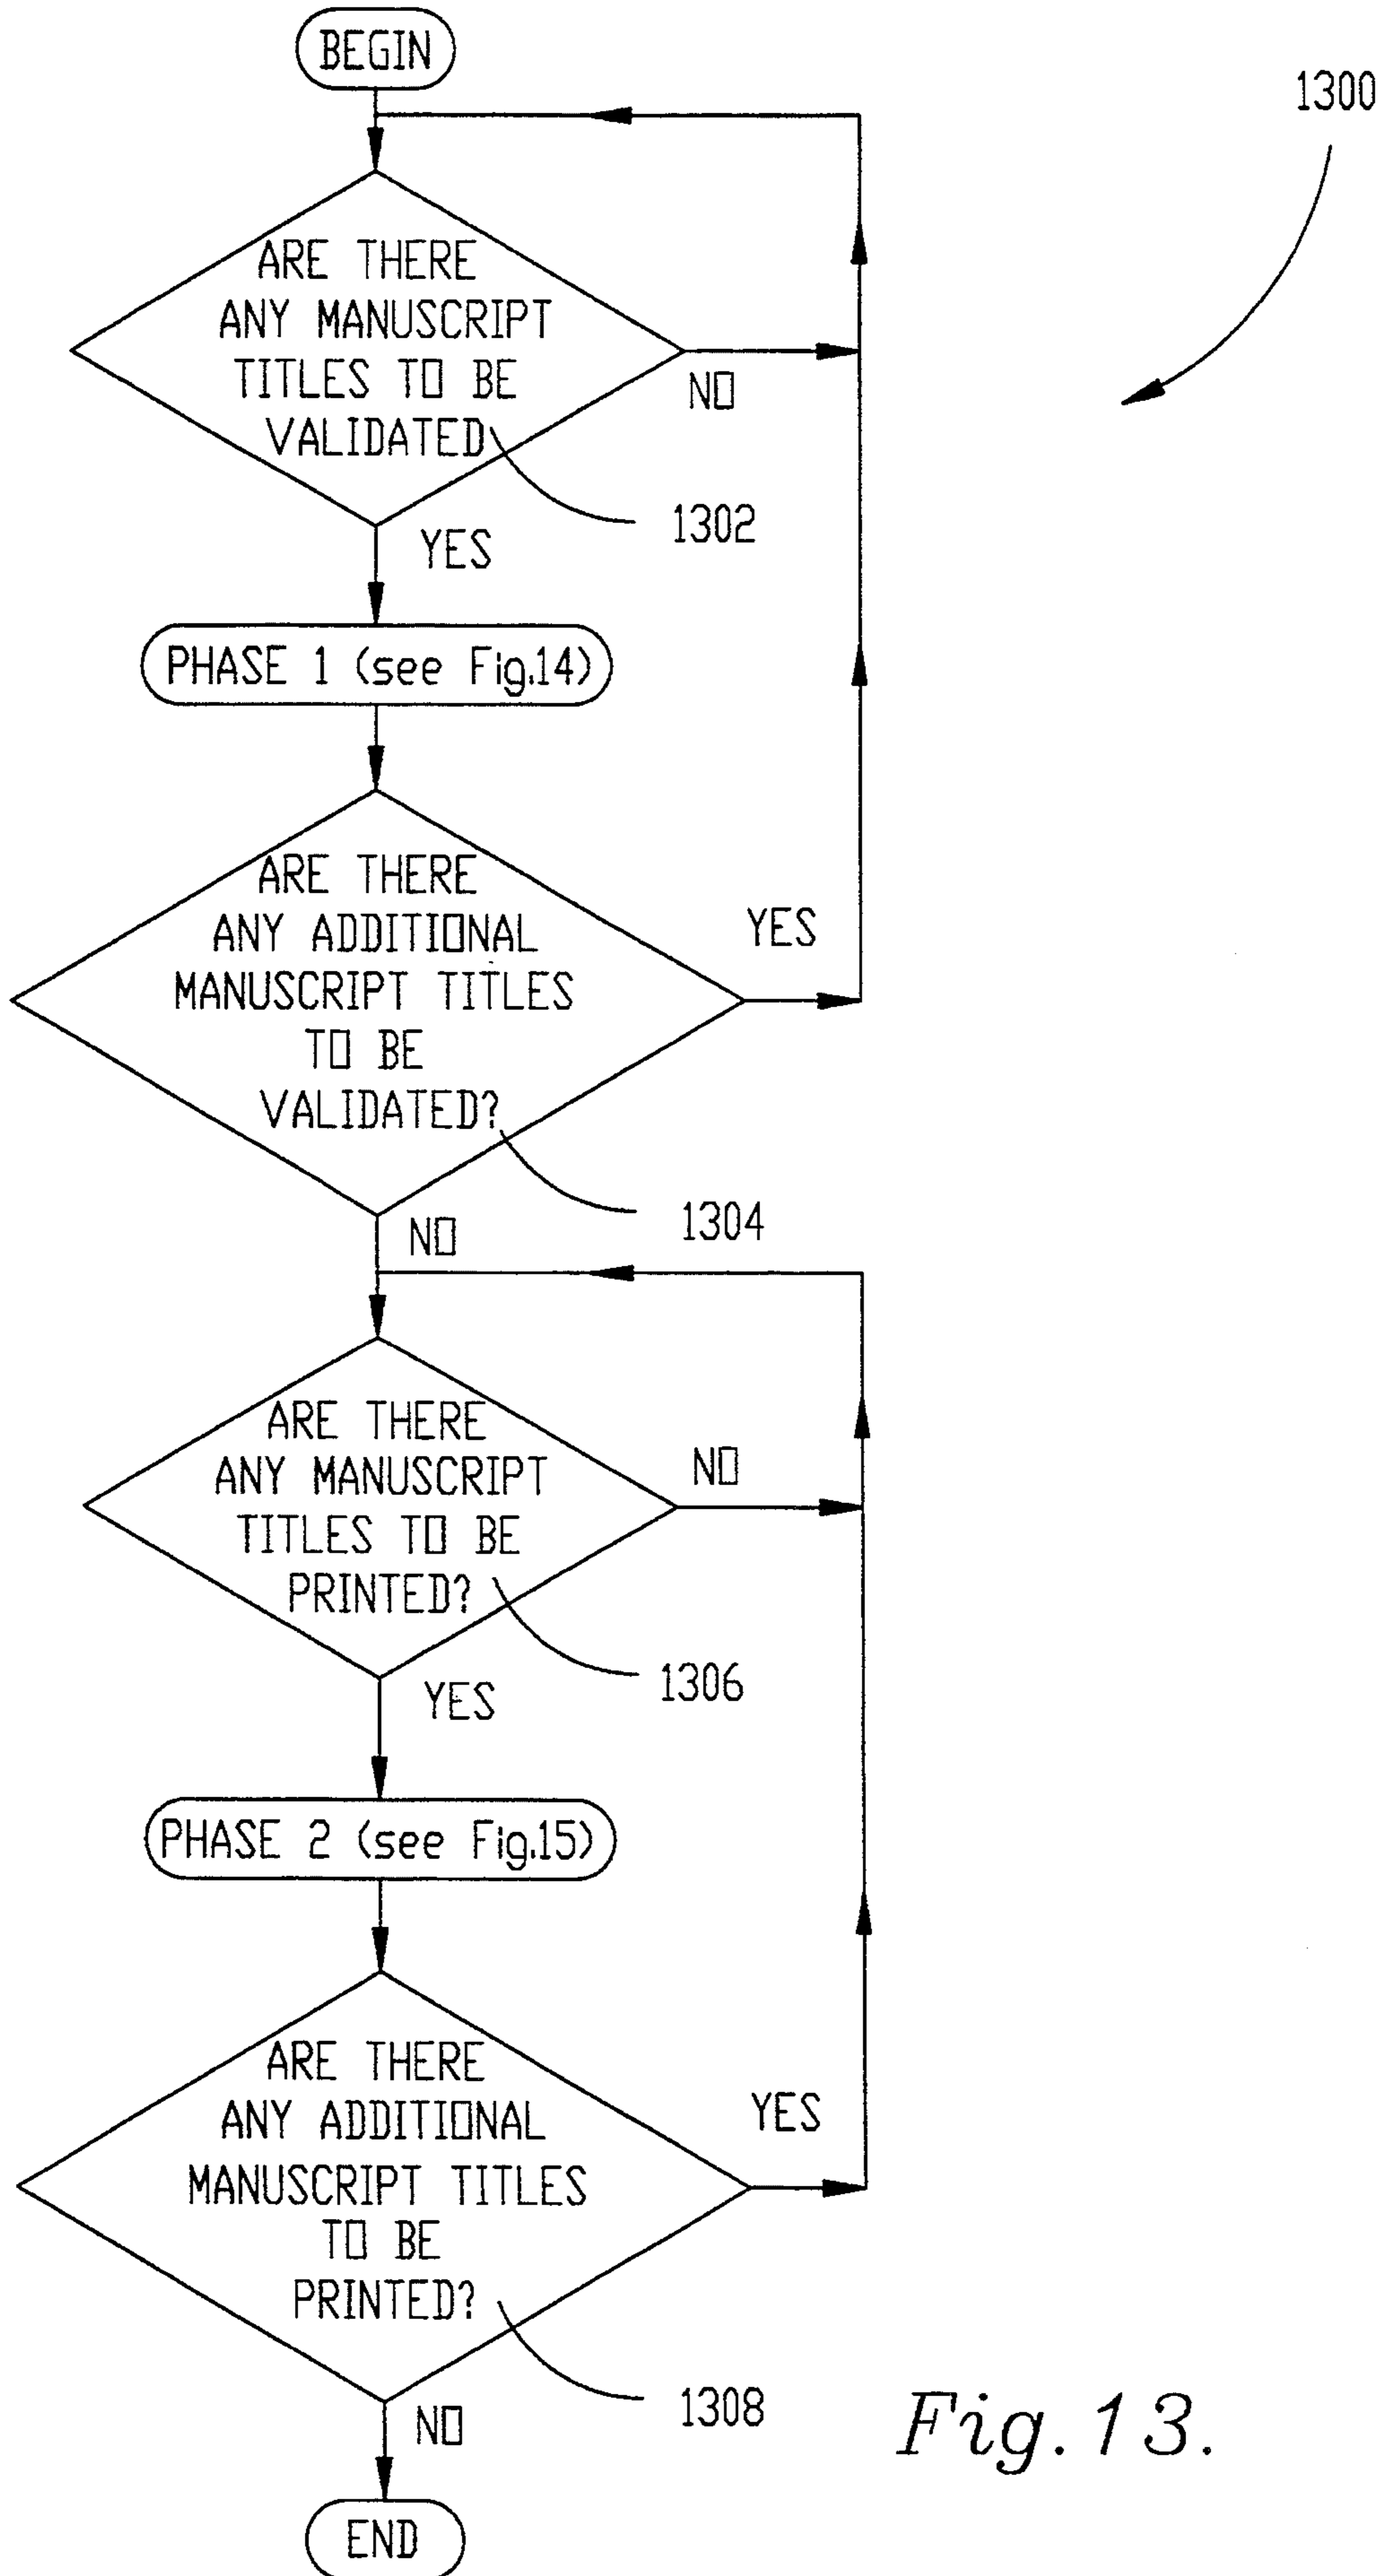 BEGIN
1300
ARE THERE
ANY MANUSCRIPT
TITLES TO BE
VALIDATED
NO
1302
YES
PHASE 1 (see Fig.14)
ARE THERE
ANY ADDITIONAL
MANUSCRIPT TITLES
TO BE
VALIDATED?
YES
1304
NO
ARE THERE
ANY MANUSCRIPT
TITLES TO BE
PRINTED?
NO
1306
YES
PHASE 2 (see Fig.15)
ARE THERE
ANY ADDITIONAL
MANUSCRIPT TITLES
TO BE
PRINTED?
YES
1308
NO
END
Fig.13.